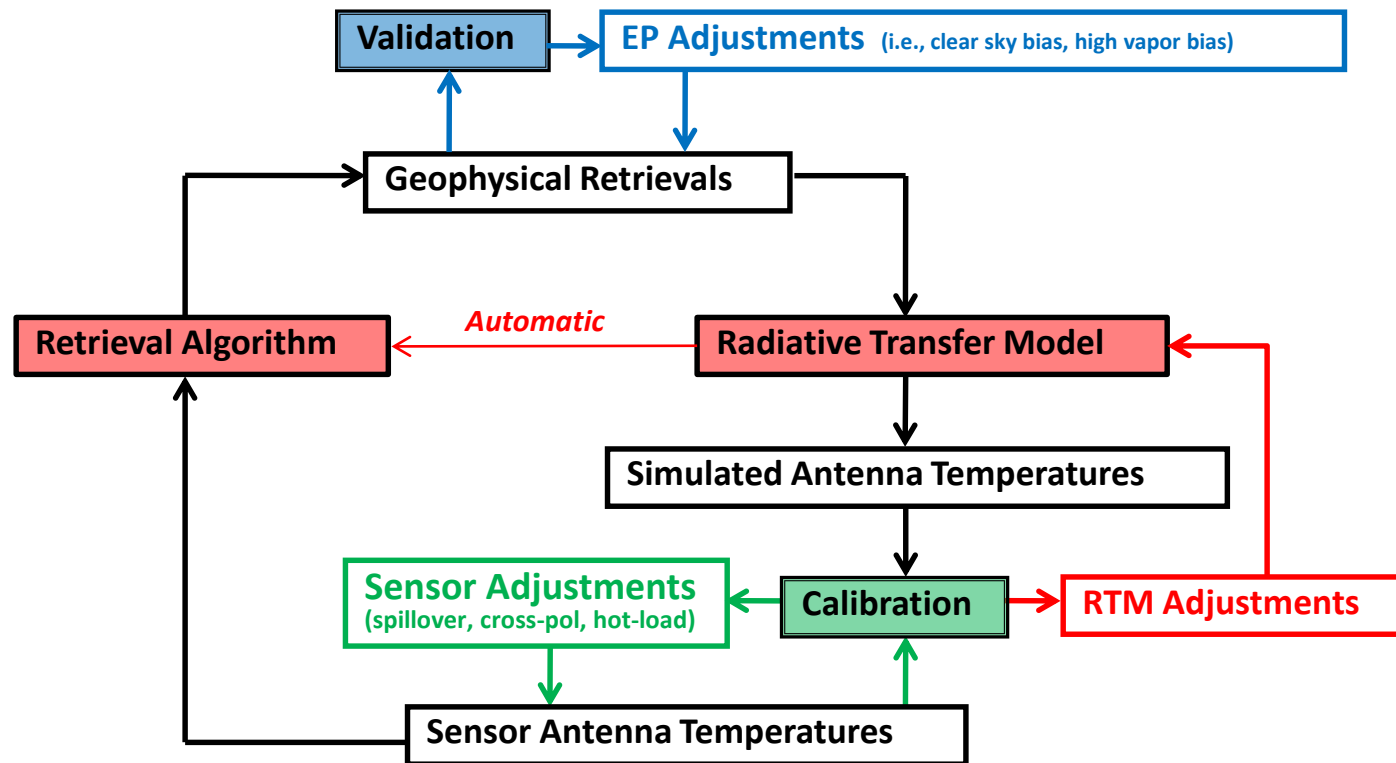 Validation
EP Adjustments (i.e., clear sky bias, high vapor bias)
Geophysical Retrievals
Retrieval Algorithm
Automatic
Radiative Transfer Model
Simulated Antenna Temperatures
Sensor Adjustments
(spillover, cross-pol, hot-load)
Calibration
RTM Adjustments
Sensor Antenna Temperatures